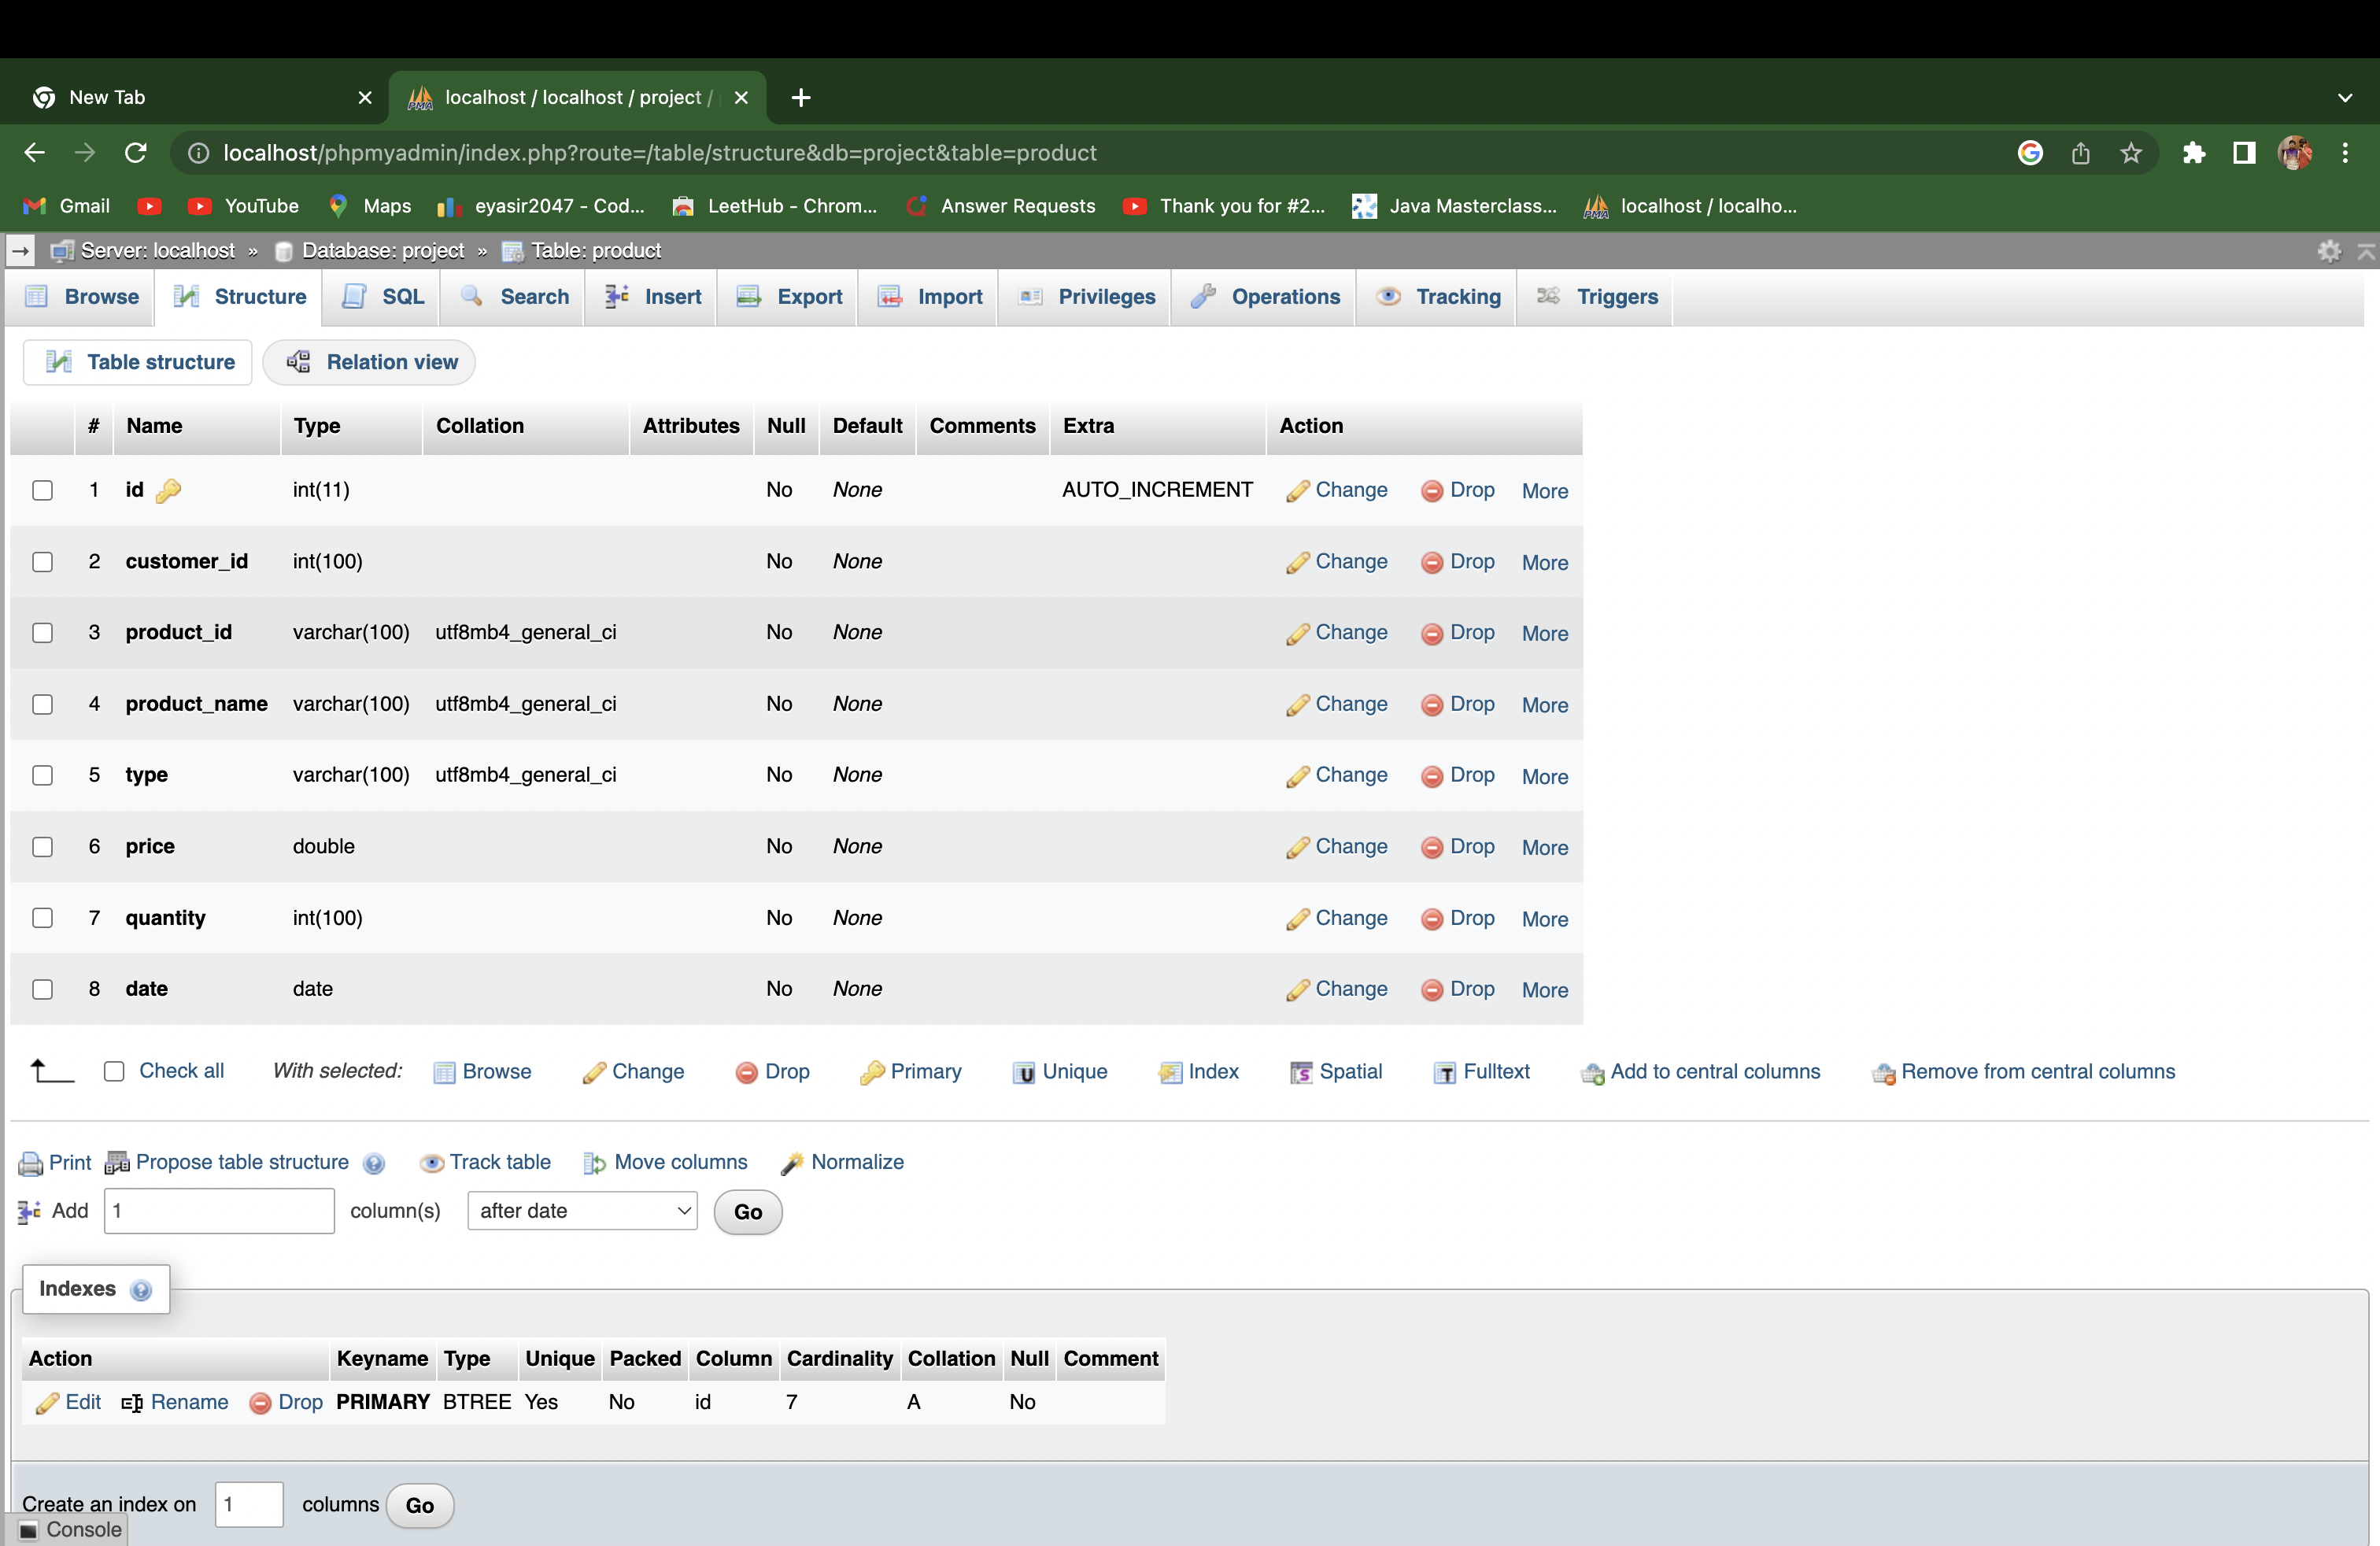 New Tab
localhost / localhost / project /
localhost/phpmyadmin/index.php?route=/table/structure&db=project&table=product
Gmail YouTube Maps eyasir2047 - Cod... LeetHub - Chrom... Answer Requests Thank you for #2... Java Masterclass... localhost / localho...
Server: localhost » Database: project » Table: product
Browse Structure SQL Search Insert Export Import Privileges Operations Tracking Triggers
Table structure Relation view
# Name Type Collation Attributes Null Default Comments Extra Action
1 id int(11) No None AUTO_INCREMENT Change Drop More
2 customer_id int(100) No None Change Drop More
3 product_id varchar(100) utf8mb4_general_ci No None Change Drop More
4 product_name varchar(100) utf8mb4_general_ci No None Change Drop More
5 type varchar(100) utf8mb4_general_ci No None Change Drop More
6 price double No None Change Drop More
7 quantity int(100) No None Change Drop More
8 date date No None Change Drop More
Check all With selected: Browse Change Drop Primary Unique Index Spatial Fulltext Add to central columns Remove from central columns
Print Propose table structure Track table Move columns Normalize
Add 1 column(s) after date Go
Indexes
Action Keyname Type Unique Packed Column Cardinality Collation Null Comment
Edit Rename Drop PRIMARY BTREE Yes No id 7 A No
Create an index on 1 columns Go
Console